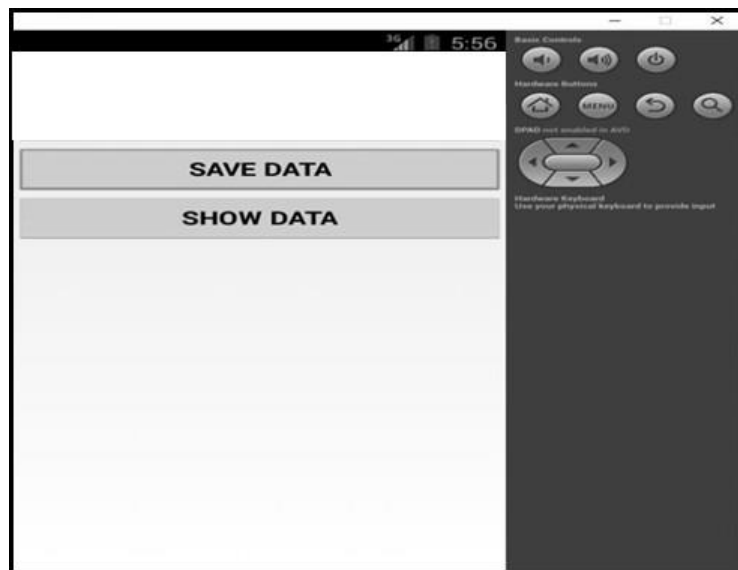 3G 5:56
SAVE DATA
SHOW DATA
Basic Controls
Hardware Buttons
MENU
DPAD not enabled in AVD
Hardware Keyboard
Use your physical keyboard to provide input